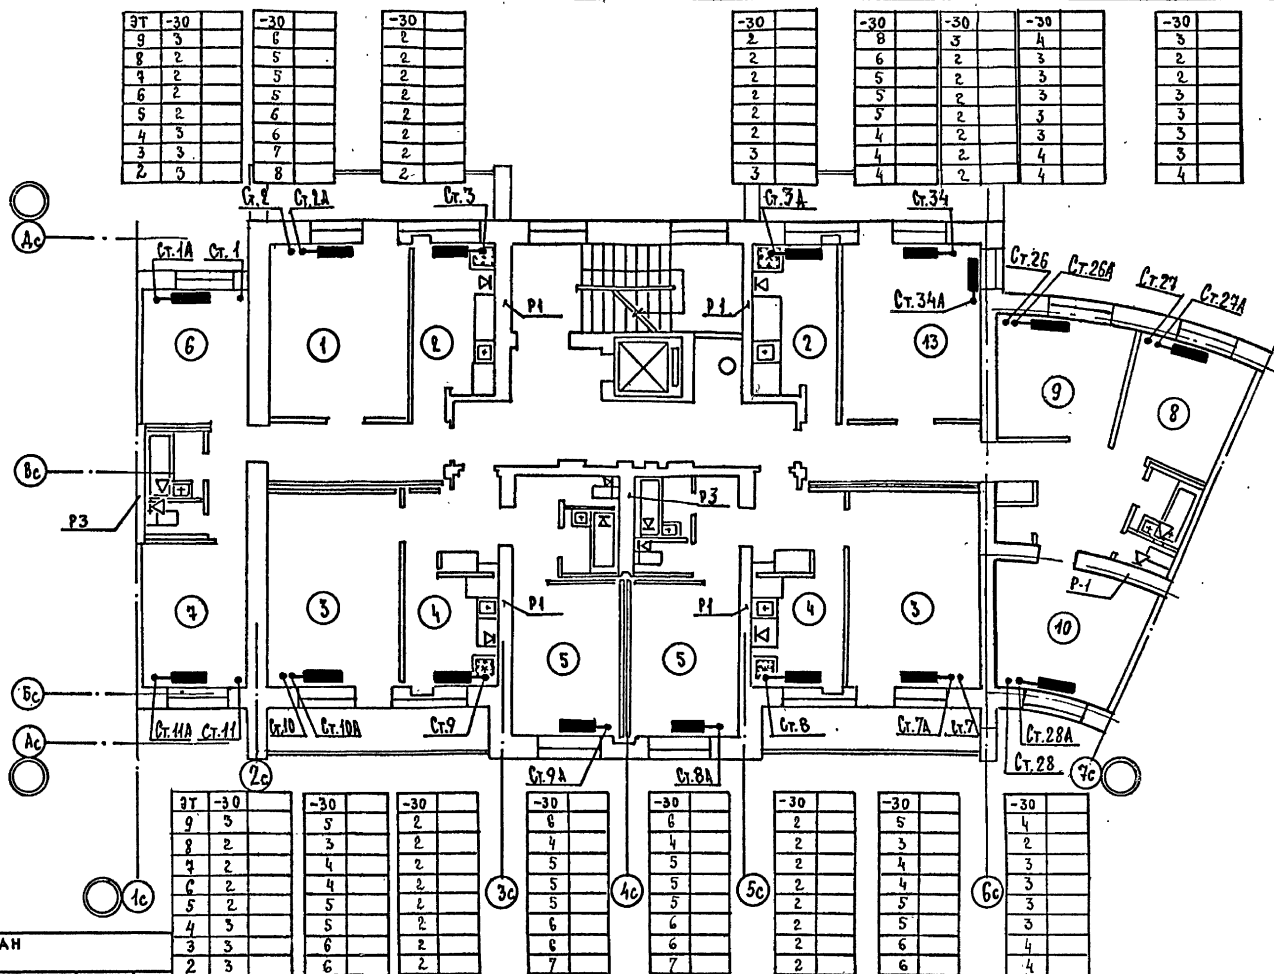 ЭТ -30 -30 -30 -30 -30 -30 -30 -30
9 3 6 2 2 8 3 4 3
8 2 5 2 2 6 2 3 2
7 2 5 2 2 5 2 3 2
6 2 5 2 2 5 2 3 3
5 2 6 2 2 5 2 3 3
4 3 6 2 2 4 2 3 3
3 3 7 2 3 4 2 4 3
2 3 8 2 3 4 2 4 4
Ст.2 Ст.2А Ст.3 Ст.3А Ст.34
Ас
Ст.1А Ст.1 Ст.26 Ст.26А Ст.27 Ст.27А
Р1 Р1 Ст.34А
6 1 2 2 13
9 8
Вс
Р3 Р3
Р-1
7 3 4 Р1 Р1 4 3 10
5 5
Бс
Ст.11А Ст.11 Ст.10 Ст.10А Ст.9 Ст.8 Ст.7А Ст.7 Ст.28А
Ас
Ст.28
2с Ст.9А Ст.8А 7с
ЭТ -30 -30 -30 -30 -30 -30 -30 -30
9 3 5 2 6 6 2 5 4
8 2 3 2 4 4 2 3 2
7 2 4 2 5 5 2 4 3
6 2 4 2 5 5 2 4 3
5 2 5 2 5 5 2 5 3
4 3 5 2 6 6 2 5 3
3 3 6 2 6 6 2 6 4
2 3 6 2 7 7 2 6 4
1с 3с 4с 5с 6с
АН